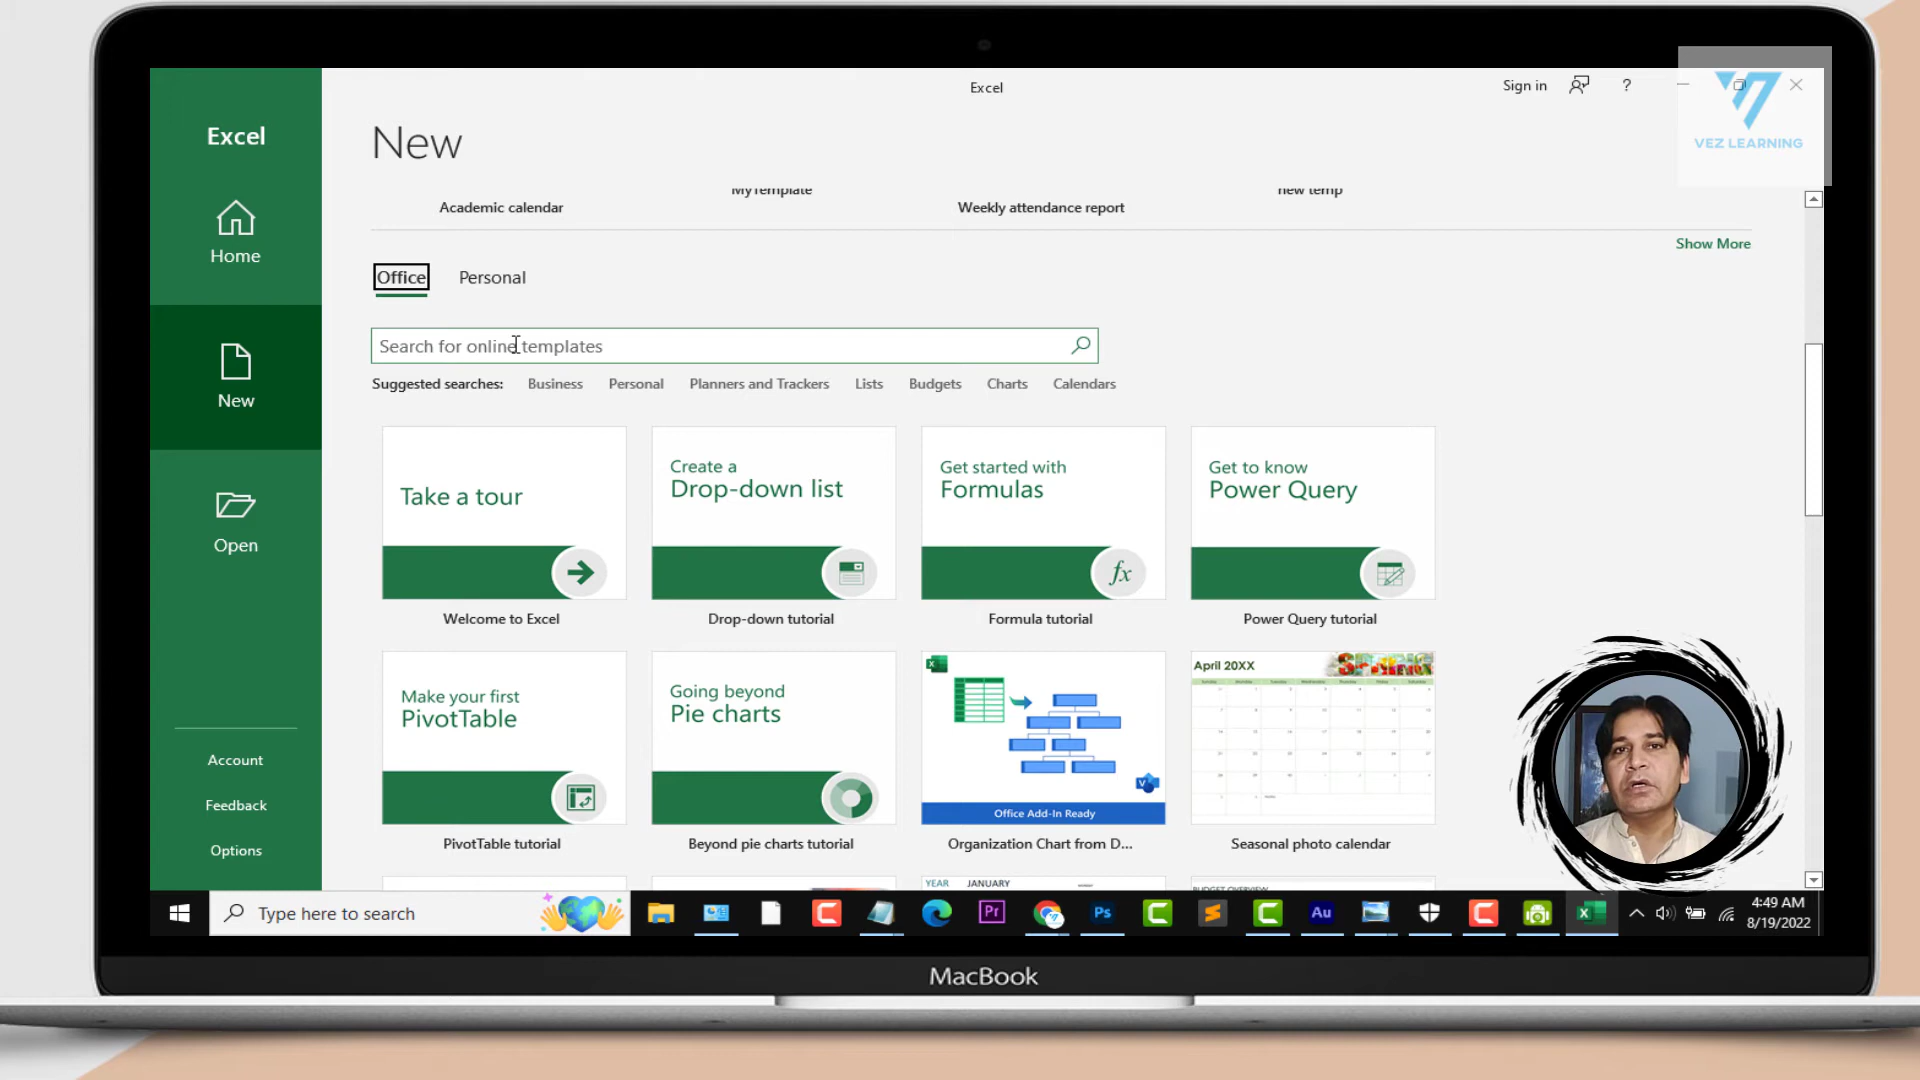 Excel
Sign in
?
VEZ LEARNING
Excel
Home
New
Open
Account
Feedback
Options
New
MyTemplate
new temp
Academic calendar
Weekly attendance report
Show More
Office
Personal
Search for online templates
Suggested searches:
Business
Personal
Planners and Trackers
Lists
Budgets
Charts
Calendars
Take a tour
Create a
Drop-down list
Get started with
Formulas
fx
Get to know
Power Query
Welcome to Excel
Drop-down tutorial
Formula tutorial
Power Query tutorial
Make your first
PivotTable
Going beyond
Pie charts
Office Add-In Ready
April 20XX
PivotTable tutorial
Beyond pie charts tutorial
Organization Chart from D...
Seasonal photo calendar
YEAR
JANUARY
BUDGET OVERVIEW
Type here to search
Pr
Ps
Au
4:49 AM
8/19/2022
MacBook